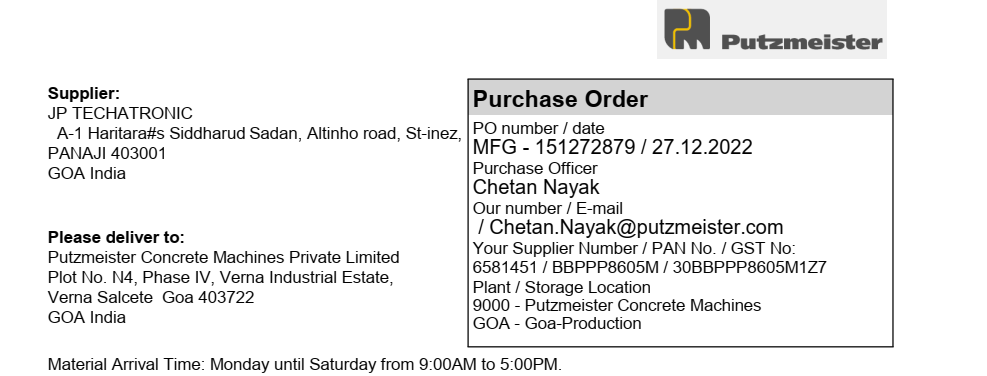 Putzmeister
Supplier:
JP TECHATRONIC
A-1 Haritara#s Siddharud Sadan, Altinho road, St-inez,
PANAJI 403001
GOA India
Please deliver to:
Putzmeister Concrete Machines Private Limited
Plot No. N4, Phase IV, Verna Industrial Estate,
Verna Salcete Goa 403722
GOA India
Purchase Order
PO number / date
MFG - 151272879 / 27.12.2022
Purchase Officer
Chetan Nayak
Our number / E-mail
/ Chetan.Nayak@putzmeister.com
Your Supplier Number / PAN No. / GST No:
6581451 / BBPPP8605M / 30BBPPP8605M1Z7
Plant / Storage Location
9000 - Putzmeister Concrete Machines
GOA - Goa-Production
Material Arrival Time: Monday until Saturday from 9:00AM to 5:00PM.